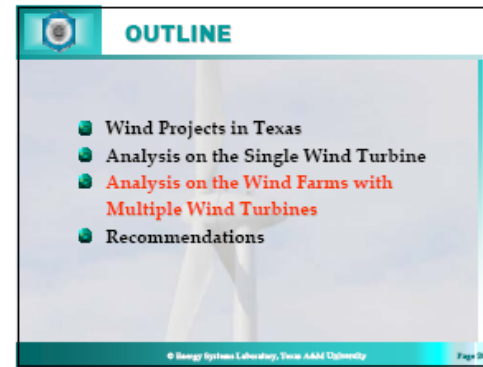 OUTLINE
Wind Projects in Texas
Analysis on the Single Wind Turbine
Analysis on the Wind Farms with
Multiple Wind Turbines
Recommendations
© Energy Systems Laboratory, Texas A&M University
Page